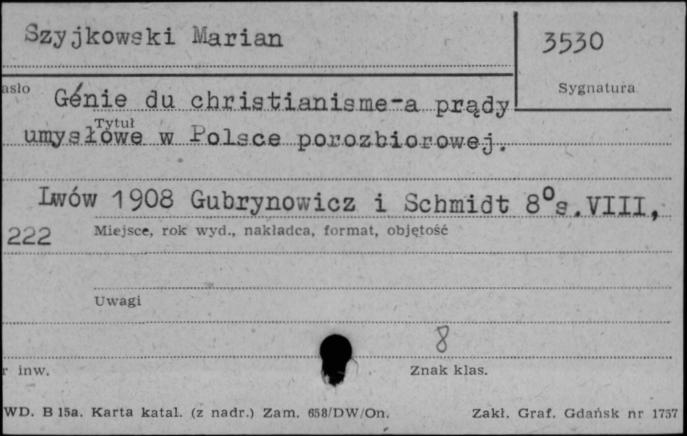 Szyjkowski Marian
3530
asło
Sygnatura
Génie du christianisme-a prądy
Tytuł
umysłowe w Polsce porozbiorowej.
Lwów 1908 Gubrynowicz i Schmidt 8° s. VIII,
222
Miejsce, rok wyd., nakładca, format, objętość
Uwagi
8
r inw.
Znak klas.
WD. B 15a. Karta katal. (z nadr.) Zam. 658/DW/On.
Zakł. Graf. Gdańsk nr 1757